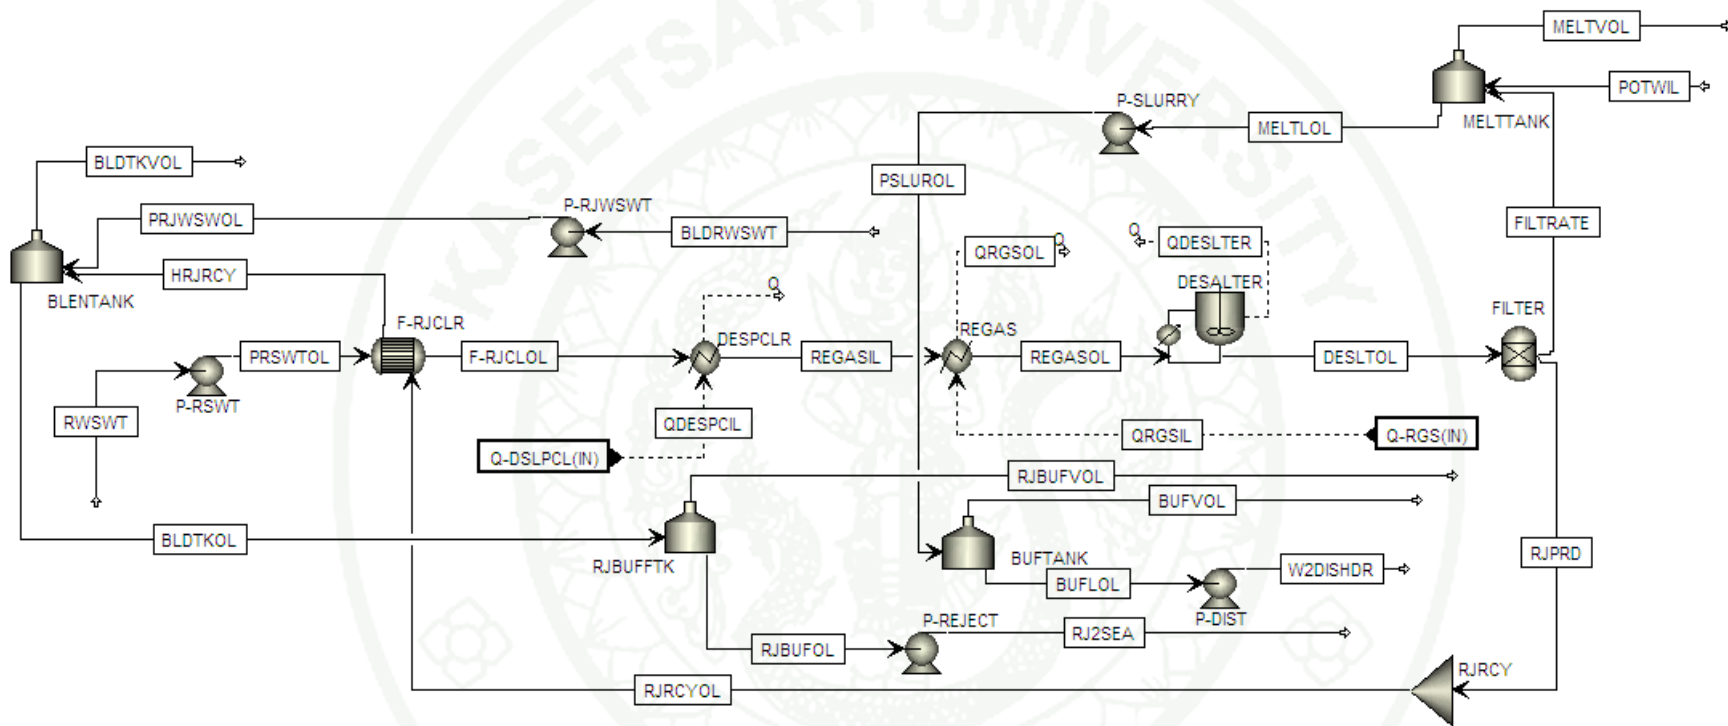 KASETSART UNIVERSITY
MELTVOL
POTWIL
MELTTANK
P-SLURRY
MELTLOL
BLDTKVOL
PSLUROL
PRJWSWOL
P-RJWSWT
BLDRWSWT
FILTRATE
QRGSOL
Q
Q
QDESLTER
HRJRCY
BLENTANK
DESALTER
Q
F-RJCLR
DESPCLR
REGAS
FILTER
PRSWTOL
F-RJCLOL
REGASIL
REGASOL
DESLTOL
P-RSWT
RWSWT
QDESPCIL
QRGSIL
Q-RGS(IN)
Q-DSLPCL(IN)
RJBUFVOL
BUFVOL
BLDTKOL
RJBUFFTK
BUFTANK
RJPRD
BUFLOL
W2DISHDR
P-DIST
P-REJECT
RJ2SEA
RJBUFOL
RJRCYOL
RJRCY